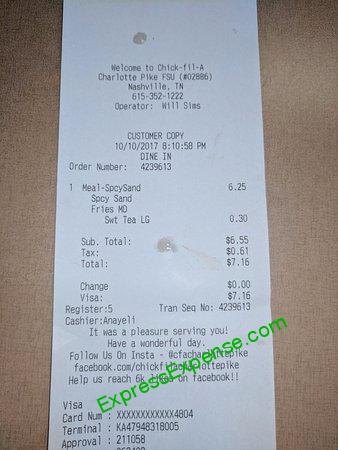 Welcome to Chick-fil-A
Charlotte Pike FSU (#02886)
Nashville, TN
615-352-1222
Operator: Will Sims
CUSTOMER COPY
10/10/2017 8:10:58 PM
DINE IN
Order Number: 4239613
1 Meal-SpcySand 6.25
Spcy Sand
Fries MD
Swt Tea LG 0.30
Sub. Total: $6.55
Tax: $0.61
Total: $7.16
Change $0.00
Visa: $7.16
Register:5 Tran Seq No: 4239613
Cashier:Anayeli
It was a pleasure serving you!
Have a wonderful day.
Follow Us On Insta - @cfacharlottepike
facebook.com/chickfilacharlottepike
Help us reach 6k likes on facebook!!
ExpressExpense.com
Visa
Card Num : XXXXXXXXXXXX4804
Terminal : KA47948318005
Approval : 211058